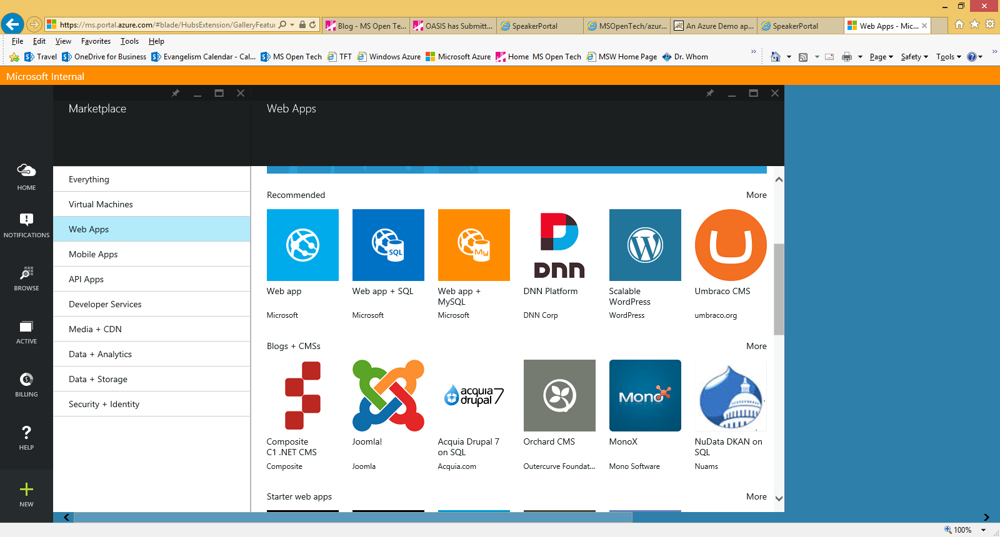 https://ms.portal.azure.com/#blade/HubsExtension/GalleryFeatu
Blog - MS Open Te...
OASIS has Submitt...
SpeakerPortal
MSOpenTech/azur...
An Azure Demo ap...
SpeakerPortal
Web Apps - Mic...
File Edit View Favorites Tools Help
Travel OneDrive for Business Evangelism Calendar - Cal... MS Open Tech TFT Windows Azure Microsoft Azure Home MS Open Tech MSW Home Page Dr. Whom
Page Safety Tools
Microsoft Internal
HOME
NOTIFICATIONS
BROWSE
ACTIVE
BILLING
HELP
NEW
Marketplace
Everything
Virtual Machines
Web Apps
Mobile Apps
API Apps
Developer Services
Media + CDN
Data + Analytics
Data + Storage
Security + Identity
Web Apps
Recommended More
SQL
My
DNN
Web app
Microsoft
Web app + SQL
Microsoft
Web app +
MySQL
Microsoft
DNN Platform
DNN Corp
Scalable
WordPress
WordPress
Umbraco CMS
umbraco.org
Blogs + CMSs More
acquia
drupal 7
MONO
Composite
C1 .NET CMS
Composite
Joomla!
Joomla
Acquia Drupal 7
on SQL
Acquia.com
Orchard CMS
Outercurve Foundat...
MonoX
Mono Software
NuData DKAN on
SQL
Nuams
Starter web apps More
100%